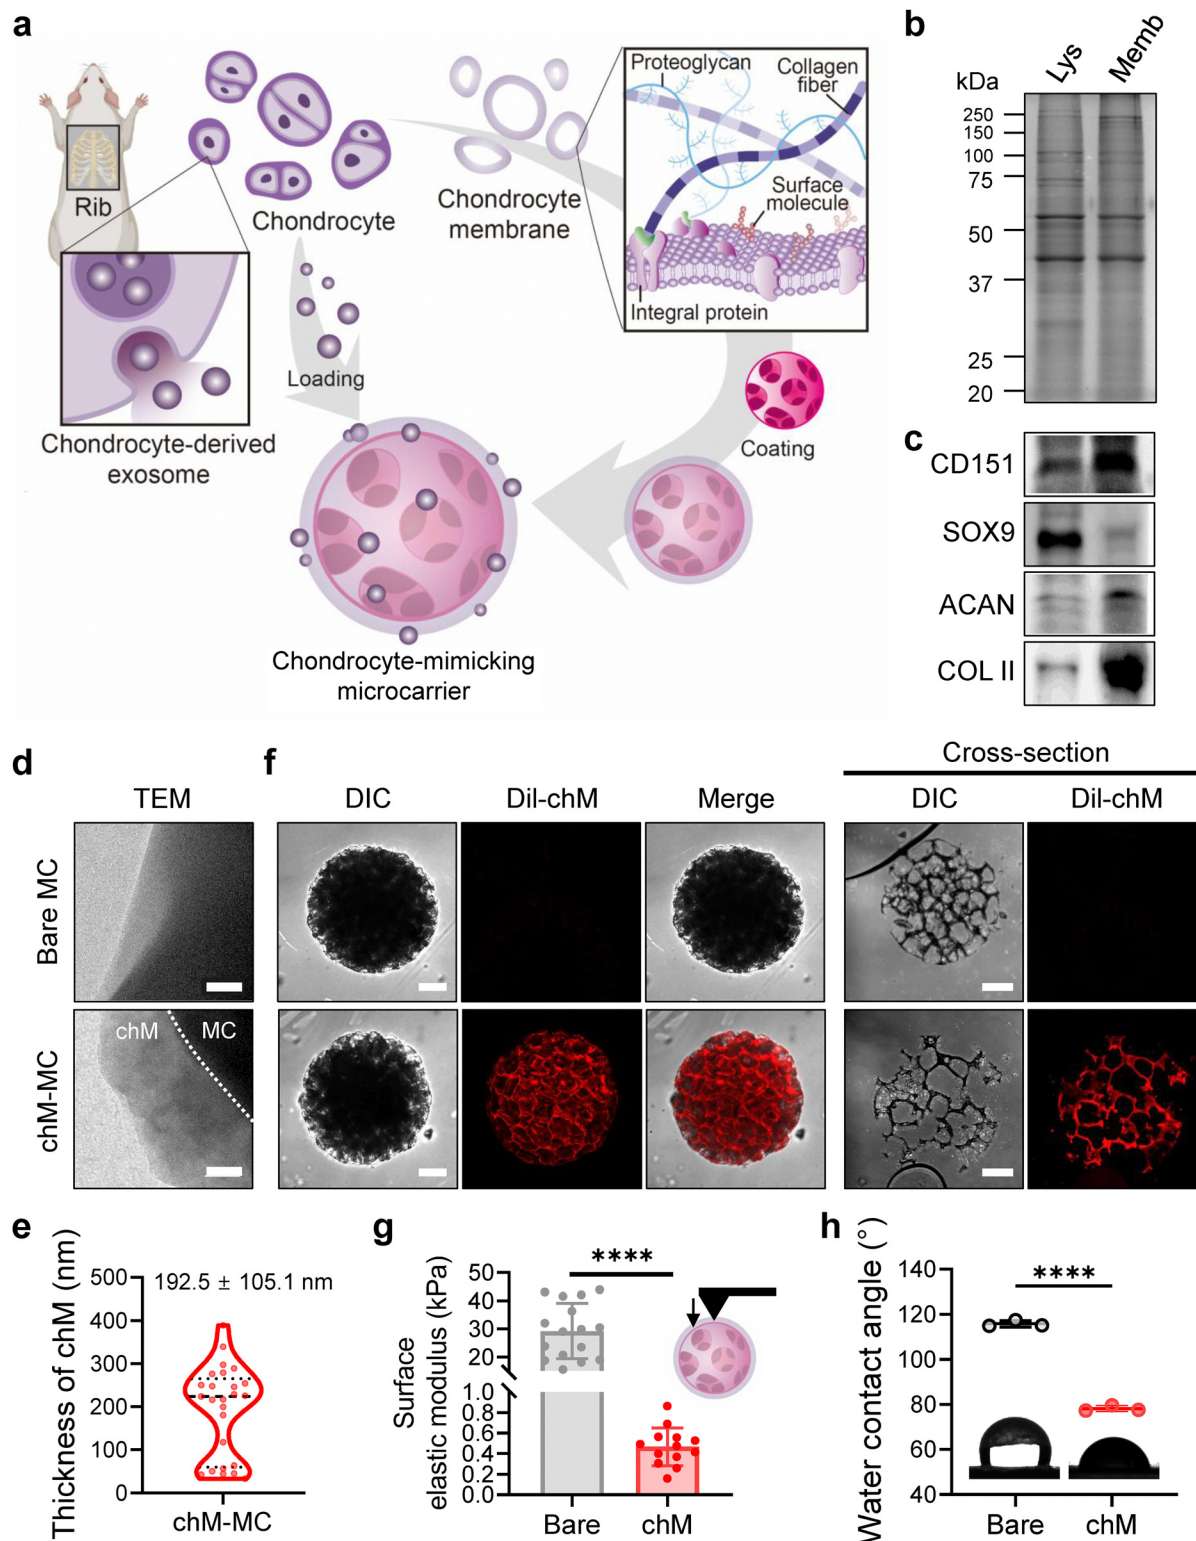 a
Rib
Chondrocyte
Chondrocyte
membrane
Proteoglycan
Collagen
fiber
Surface
molecule
Integral protein
Loading
Coating
Chondrocyte-derived
exosome
Chondrocyte-mimicking
microcarrier
b
kDa
Lys
Memb
250
150
100
75
50
37
25
20
c
CD151
SOX9
ACAN
COL II
d
TEM
Bare MC
chM-MC
chM
MC
f
Cross-section
DIC
DiI-chM
Merge
DIC
DiI-chM
e
Thickness of chM (nm)
500
400
300
200
100
0
192.5 ± 105.1 nm
chM-MC
g
Surface
elastic modulus (kPa)
50
40
30
20
1.0
0.8
0.6
0.4
0.2
0.0
****
Bare
chM
h
Water contact angle (°)
140
120
100
80
60
40
****
Bare
chM